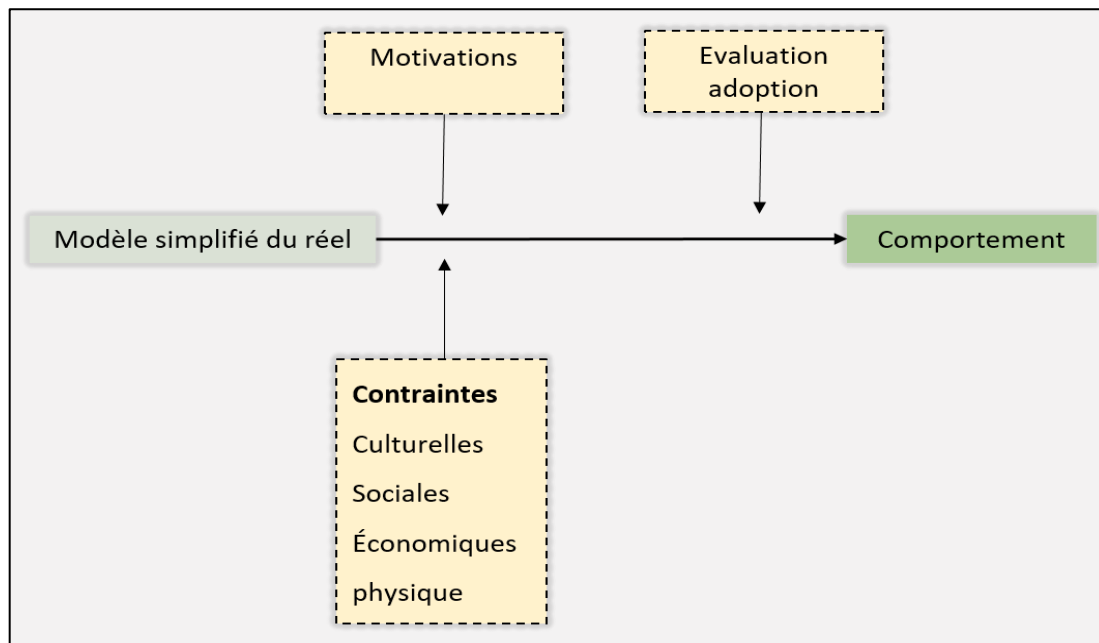 Motivations
Evaluation
adoption
Modèle simplifié du réel
Comportement
Contraintes
Culturelles
Sociales
Économiques
physique